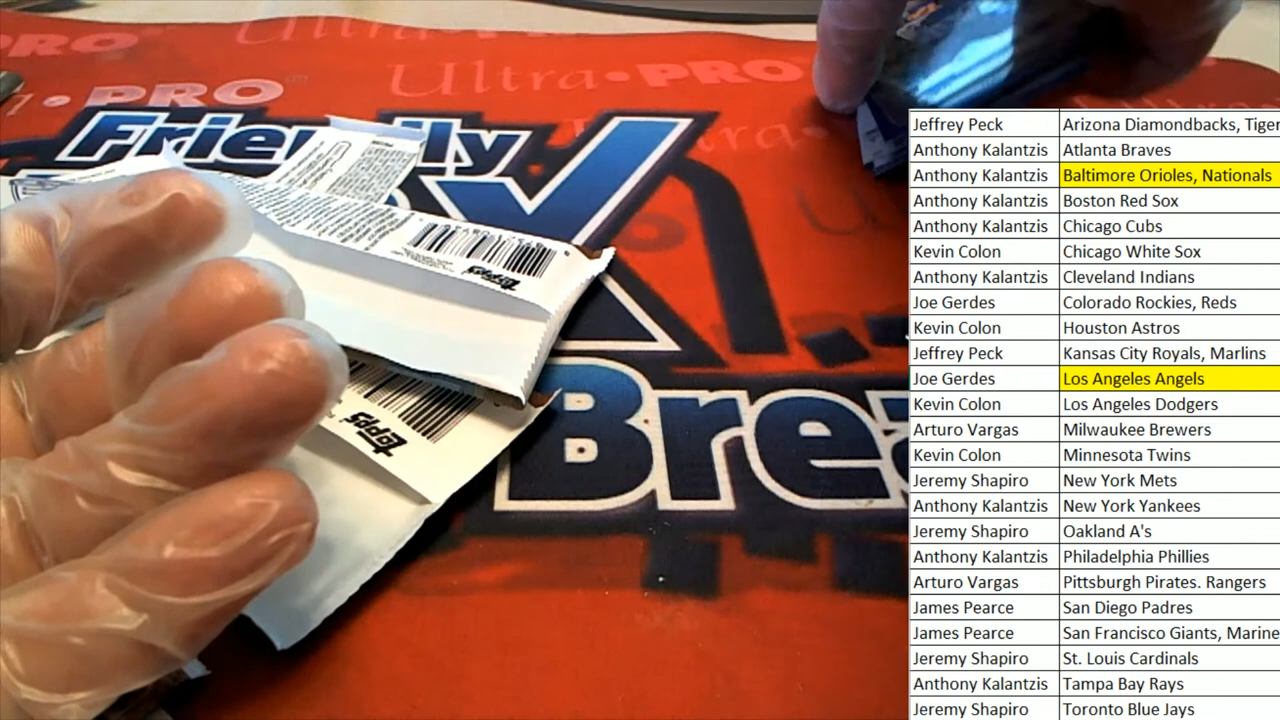 PRO
Ultra PRO
Ultra•PRO
PRO
Friendly
Brea
topps
topps
Jeffrey Peck Arizona Diamondbacks, Tiger
Anthony Kalantzis Atlanta Braves
Anthony Kalantzis Baltimore Orioles, Nationals
Anthony Kalantzis Boston Red Sox
Anthony Kalantzis Chicago Cubs
Kevin Colon Chicago White Sox
Anthony Kalantzis Cleveland Indians
Joe Gerdes Colorado Rockies, Reds
Kevin Colon Houston Astros
Jeffrey Peck Kansas City Royals, Marlins
Joe Gerdes Los Angeles Angels
Kevin Colon Los Angeles Dodgers
Arturo Vargas Milwaukee Brewers
Kevin Colon Minnesota Twins
Jeremy Shapiro New York Mets
Anthony Kalantzis New York Yankees
Jeremy Shapiro Oakland A's
Anthony Kalantzis Philadelphia Phillies
Arturo Vargas Pittsburgh Pirates. Rangers
James Pearce San Diego Padres
James Pearce San Francisco Giants, Marine
Jeremy Shapiro St. Louis Cardinals
Anthony Kalantzis Tampa Bay Rays
Jeremy Shapiro Toronto Blue Jays